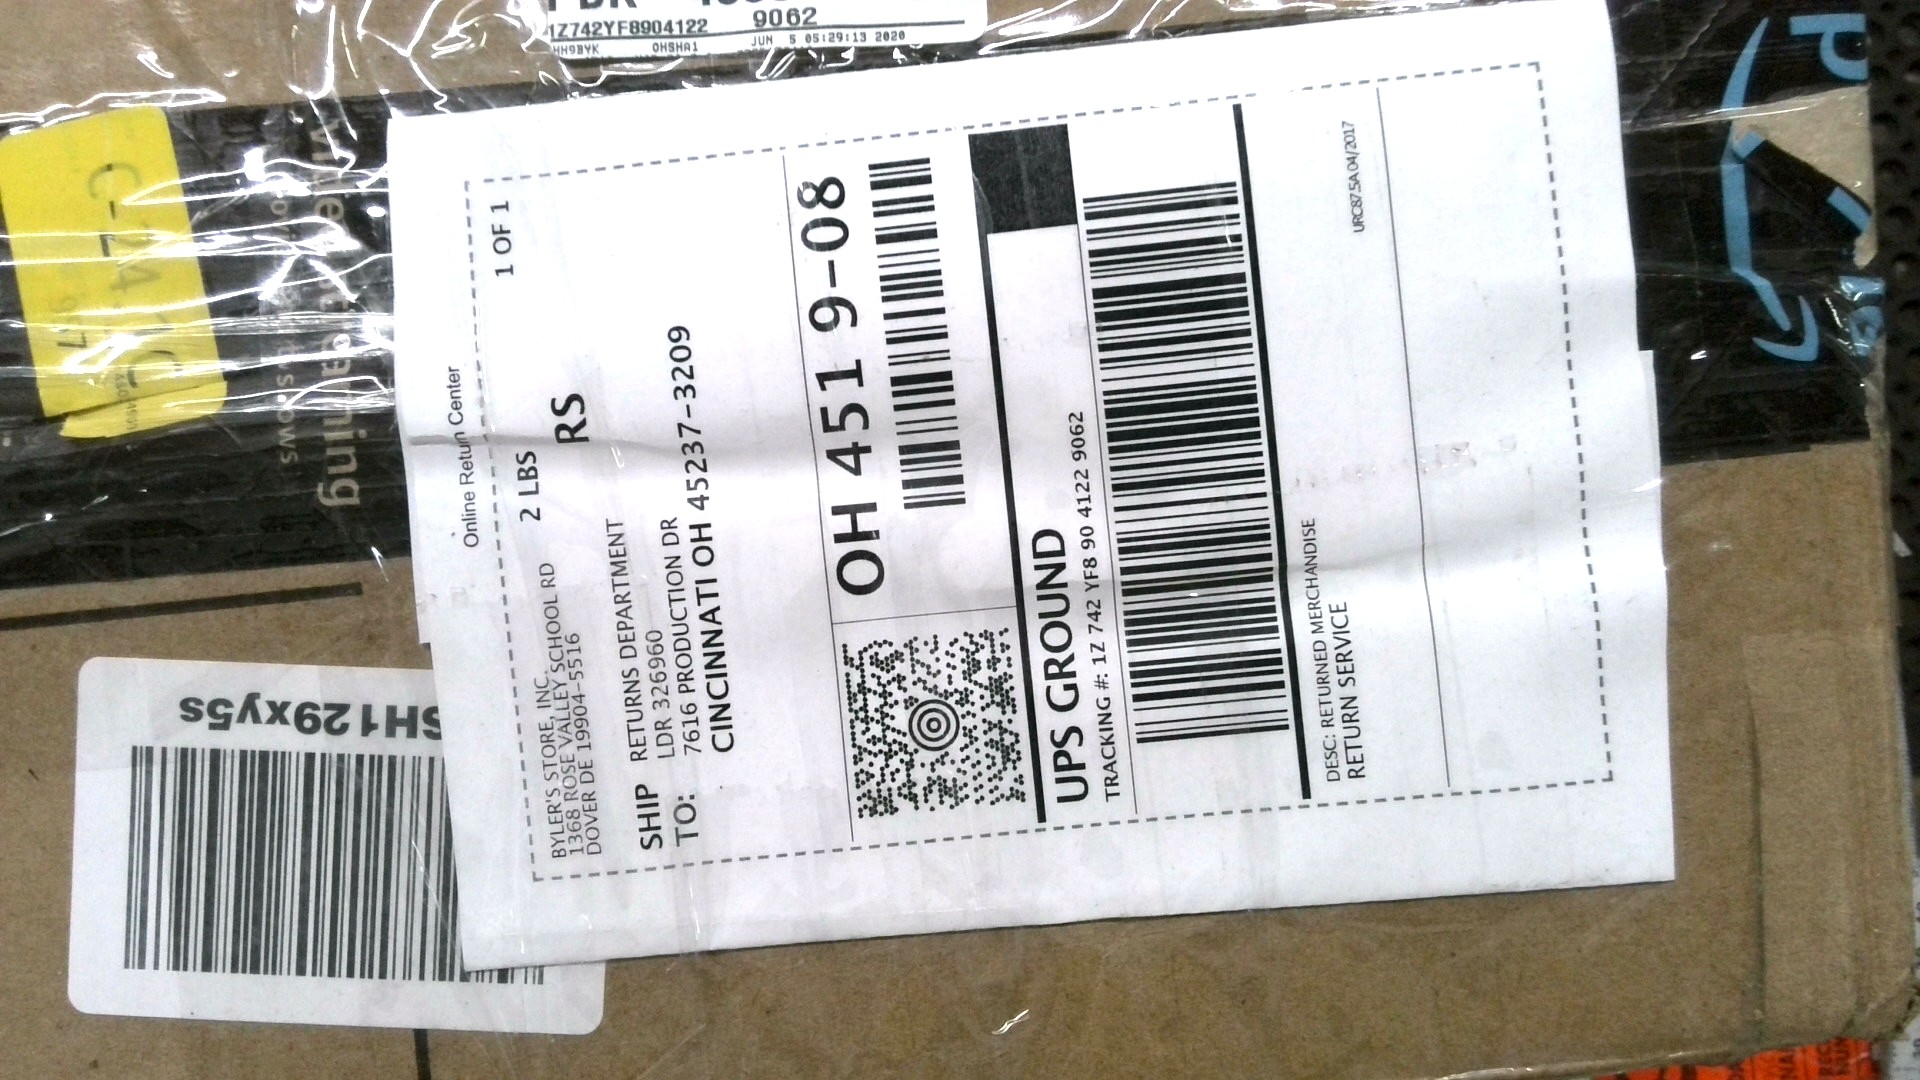 1Z742YF8904122 9062
HH9BYK OHSHA1 JUN 5 05:29:13 2020
Online Return Center
BYLER'S STORE, INC.
1368 ROSE VALLEY SCHOOL RD
DOVER DE 19904-5516
2 LBS
1 OF 1
RS
SHIP
TO:
RETURNS DEPARTMENT
LDR 326960
7616 PRODUCTION DR
CINCINNATI OH 45237-3209
OH 451 9-08
UPS GROUND
TRACKING #: 1Z 742 YF8 90 4122 9062
DESC: RETURNED MERCHANDISE
RETURN SERVICE
URC87.5A 04/2017
SH129xy5s